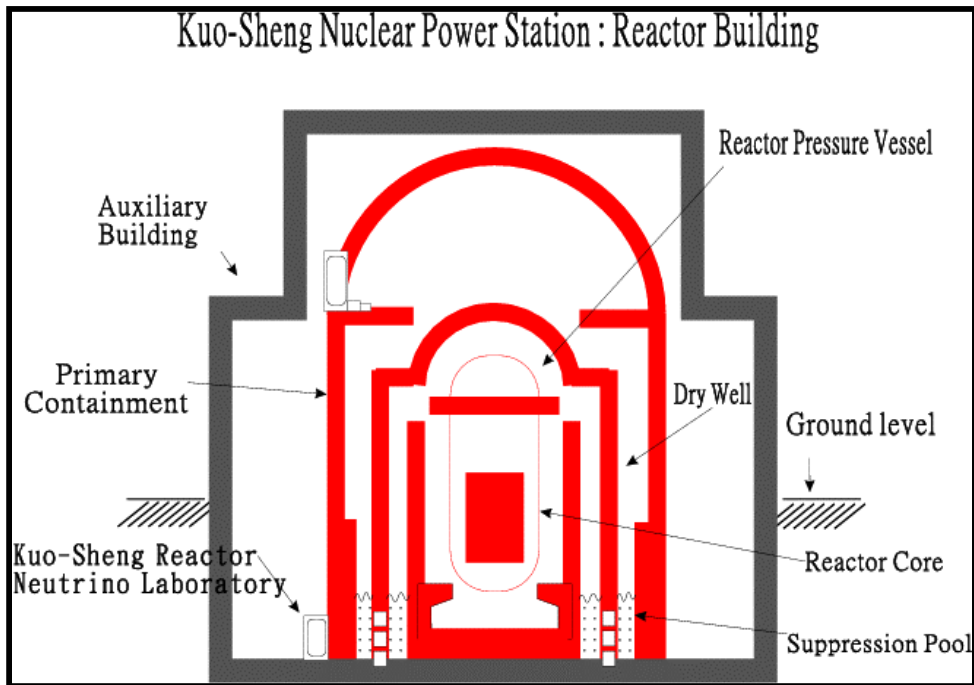 Kuo-Sheng Nuclear Power Station : Reactor Building
Reactor Pressure Vessel
Auxiliary
Building
Primary
Containment
Dry Well
Ground level
Kuo-Sheng Reactor
Neutrino Laboratory
Reactor Core
Suppression Pool